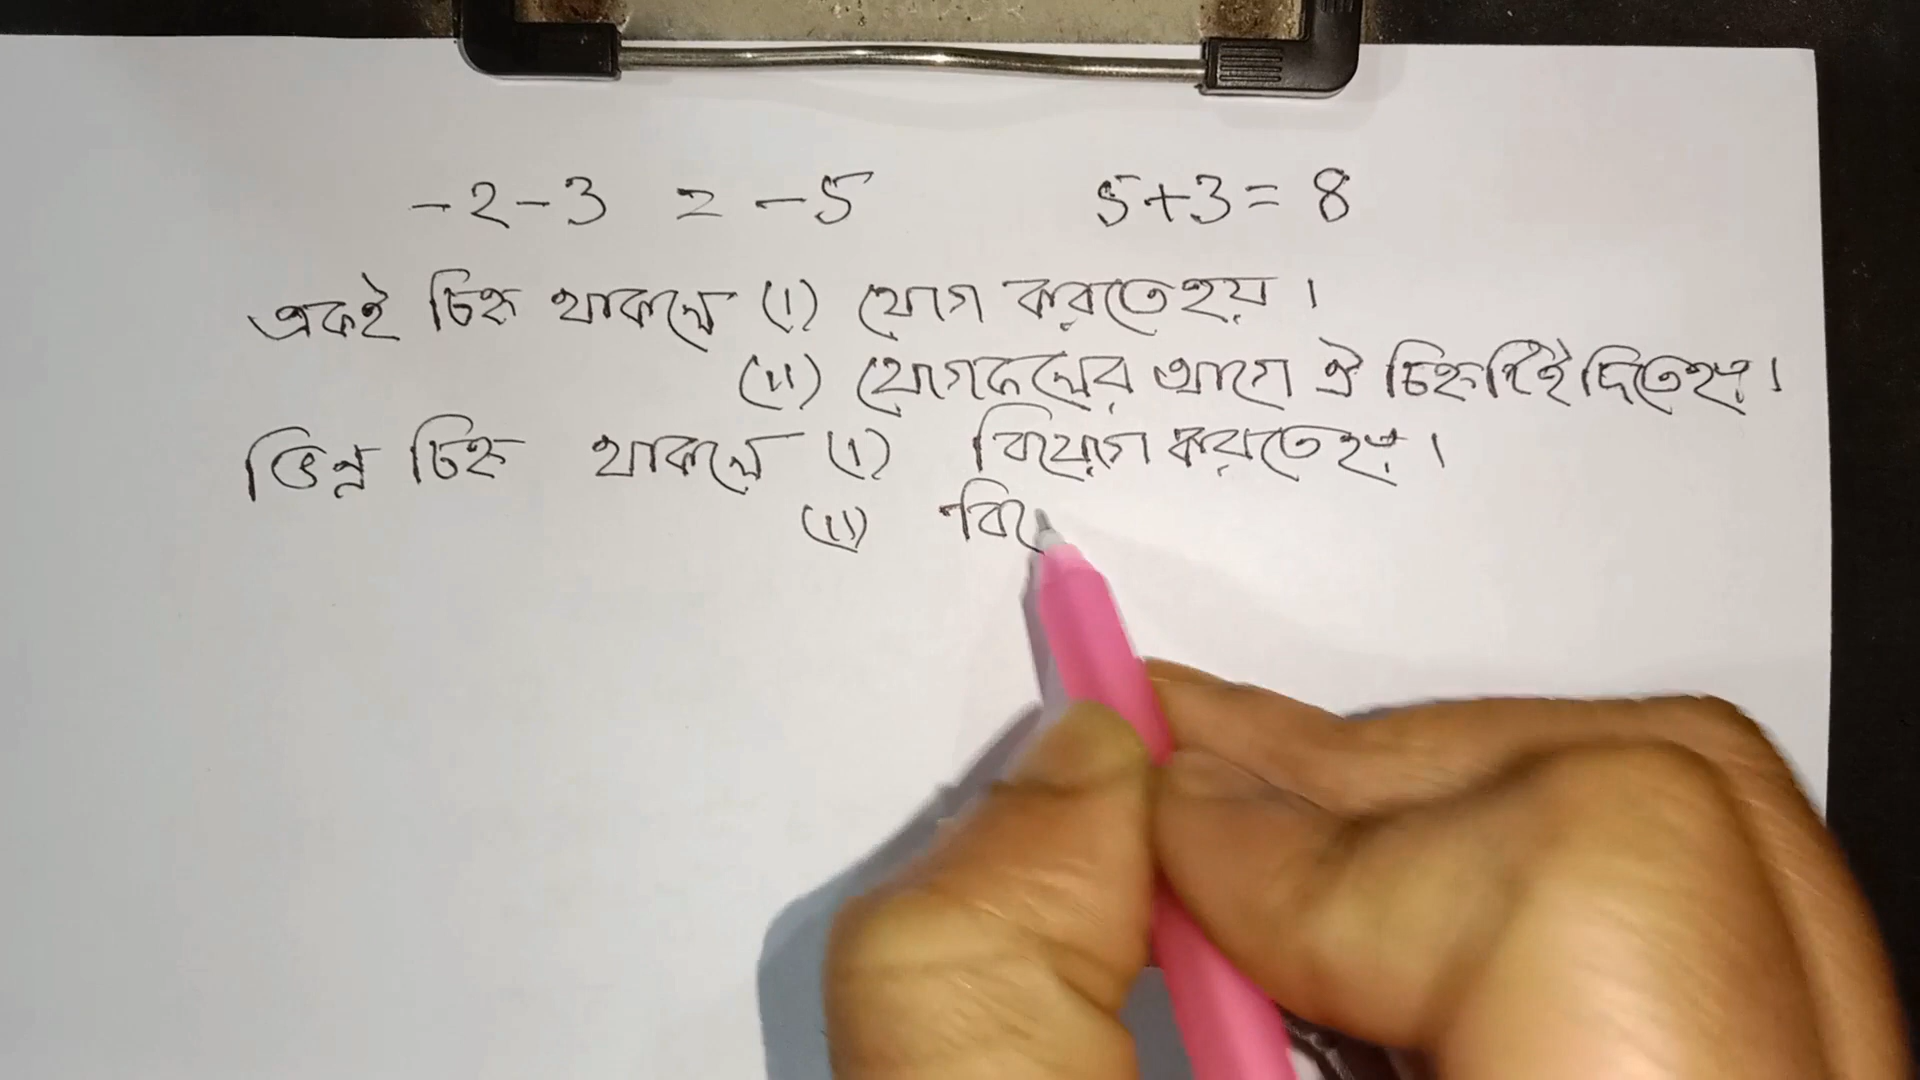 -2-3 = -5 5+3= 8
একই চিহ্ন থাকলে (i) যোগ করতে হয়।
(ii) যোগফলের আগে ঐ চিহ্নটিই দিতে হয়।
ভিন্ন চিহ্ন থাকলে (i) বিয়োগ করতে হয়।
(ii)